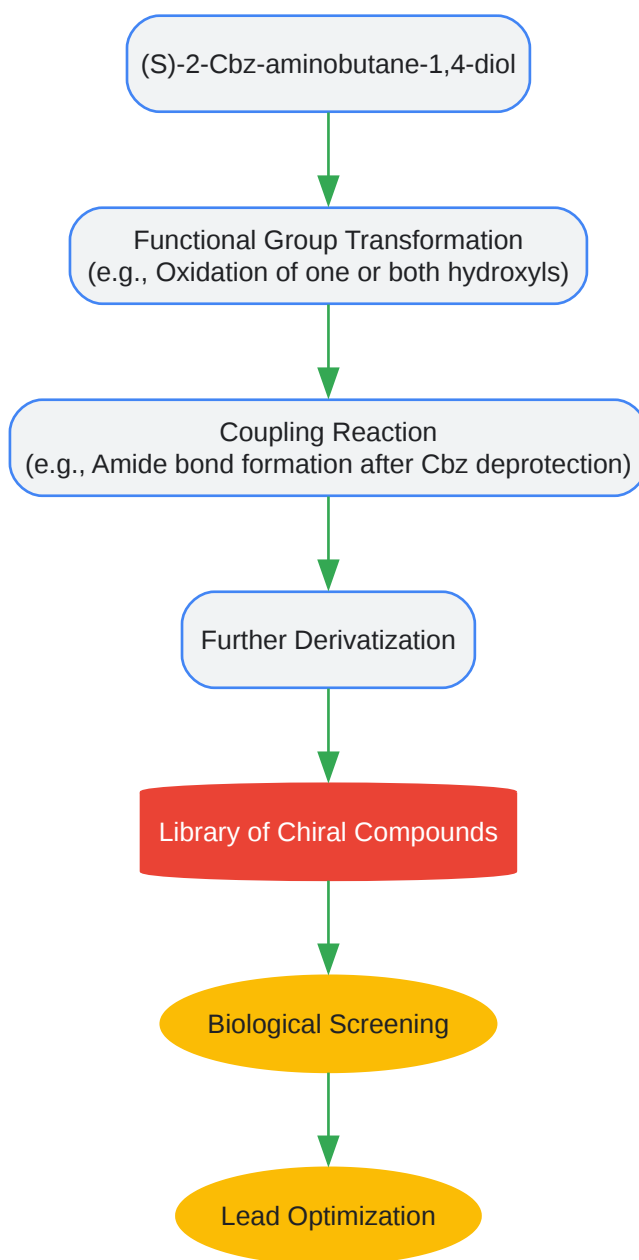 (S)-2-Cbz-aminobutane-1,4-diol
Functional Group Transformation
(e.g., Oxidation of one or both hydroxyls)
Coupling Reaction
(e.g., Amide bond formation after Cbz deprotection)
Further Derivatization
Library of Chiral Compounds
Biological Screening
Lead Optimization